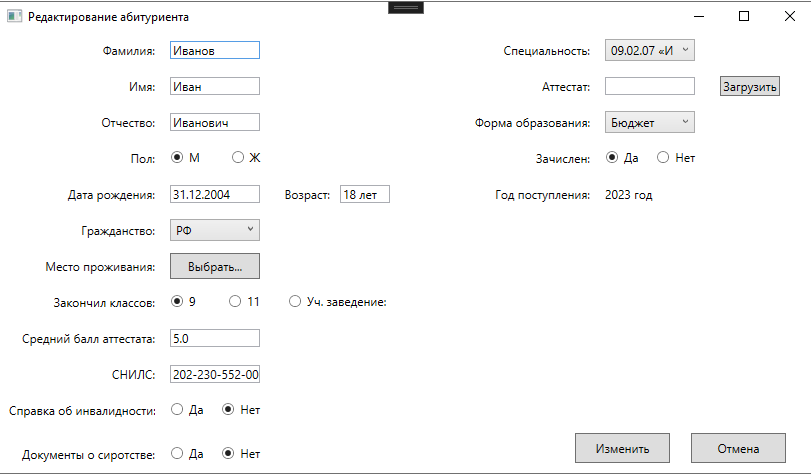 Редактирование абитуриента
Фамилия: Иванов Специальность: 09.02.07 «И
Имя: Иван Аттестат: Загрузить
Отчество: Иванович Форма образования: Бюджет
Пол: М Ж Зачислен: Да Нет
Дата рождения: 31.12.2004 Возраст: 18 лет Год поступления: 2023 год
Гражданство: РФ
Место проживания: Выбрать...
Закончил классов: 9 11 Уч. заведение:
Средний балл аттестата: 5.0
СНИЛС: 202-230-552-00
Справка об инвалидности: Да Нет
Документы о сиротстве: Да Нет Изменить Отмена